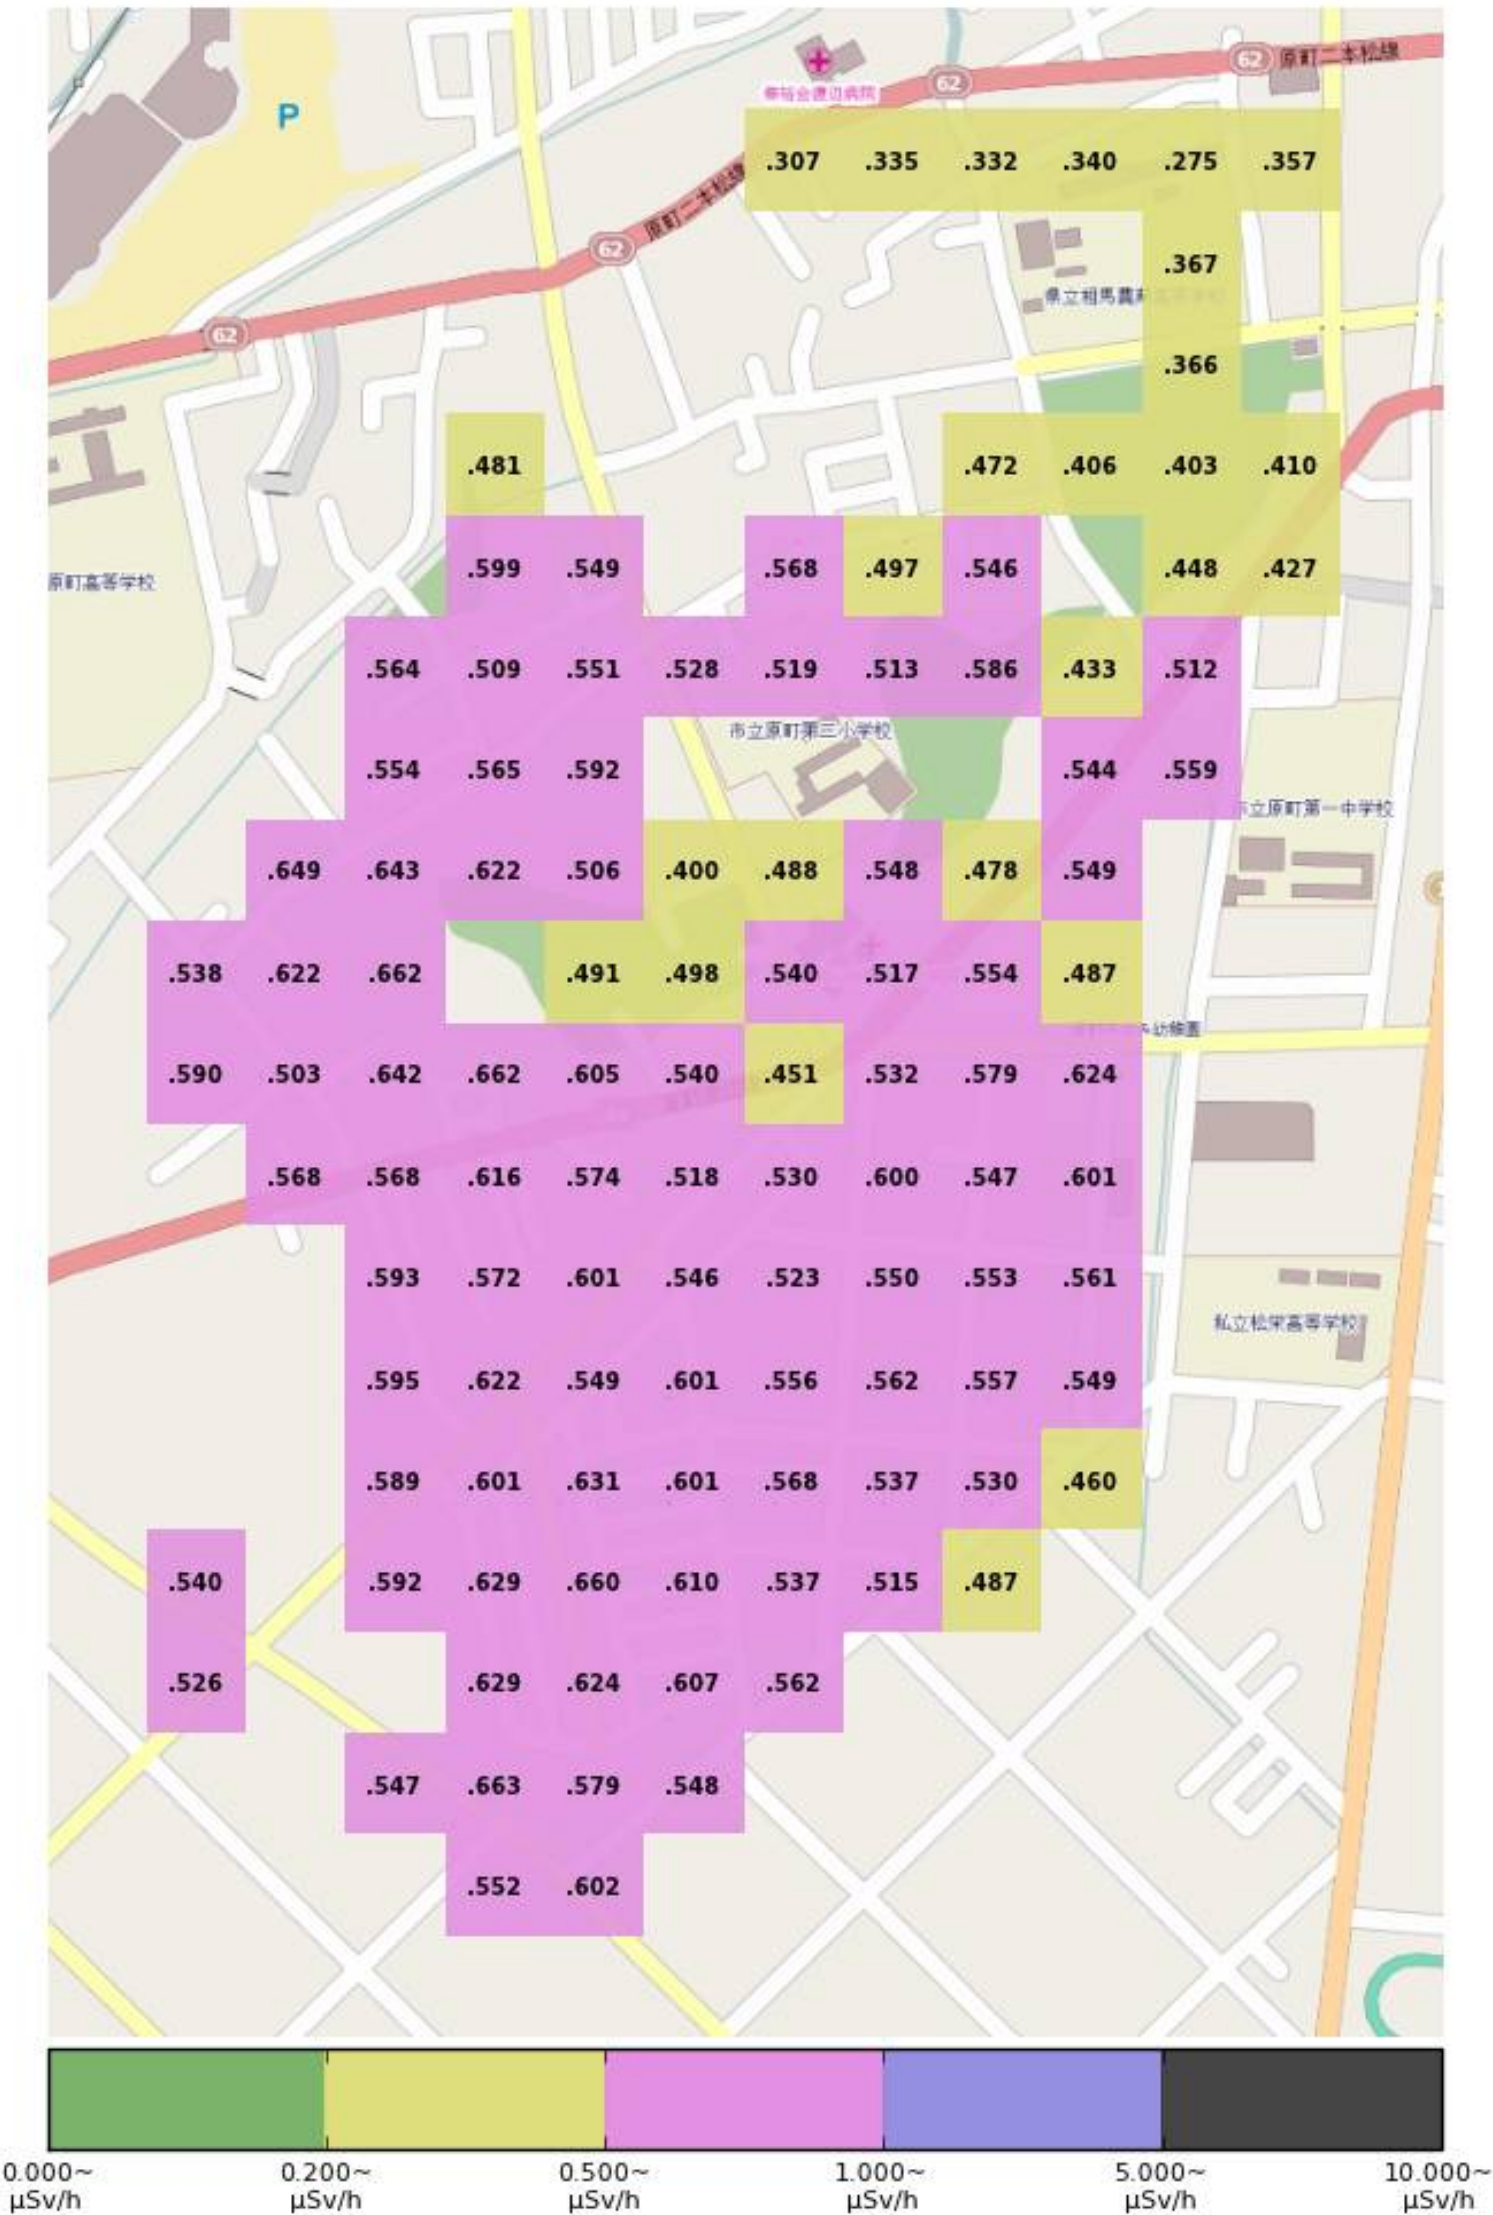 62 原町二本松線
62
P
.307 .335 .332 .340 .275 .357
原町二本松線
62
.367
県立相馬農
62
.366
.481 .472 .406 .403 .410
.599 .549 .568 .497 .546 .448 .427
原町高等学校
.564 .509 .551 .528 .519 .513 .586 .433 .512
市立原町第三小学校
.554 .565 .592 .544 .559
市立原町第一中学校
.649 .643 .622 .506 .400 .488 .548 .478 .549
.538 .622 .662 .491 .498 .540 .517 .554 .487
幼稚園
.590 .503 .642 .662 .605 .540 .451 .532 .579 .624
.568 .568 .616 .574 .518 .530 .600 .547 .601
.593 .572 .601 .546 .523 .550 .553 .561
私立松栄高等学校
.595 .622 .549 .601 .556 .562 .557 .549
.589 .601 .631 .601 .568 .537 .530 .460
.540 .592 .629 .660 .610 .537 .515 .487
.526 .629 .624 .607 .562
.547 .663 .579 .548
.552 .602
0.000~ 0.200~ 0.500~ 1.000~ 5.000~ 10.000~
μSv/h μSv/h μSv/h μSv/h μSv/h μSv/h